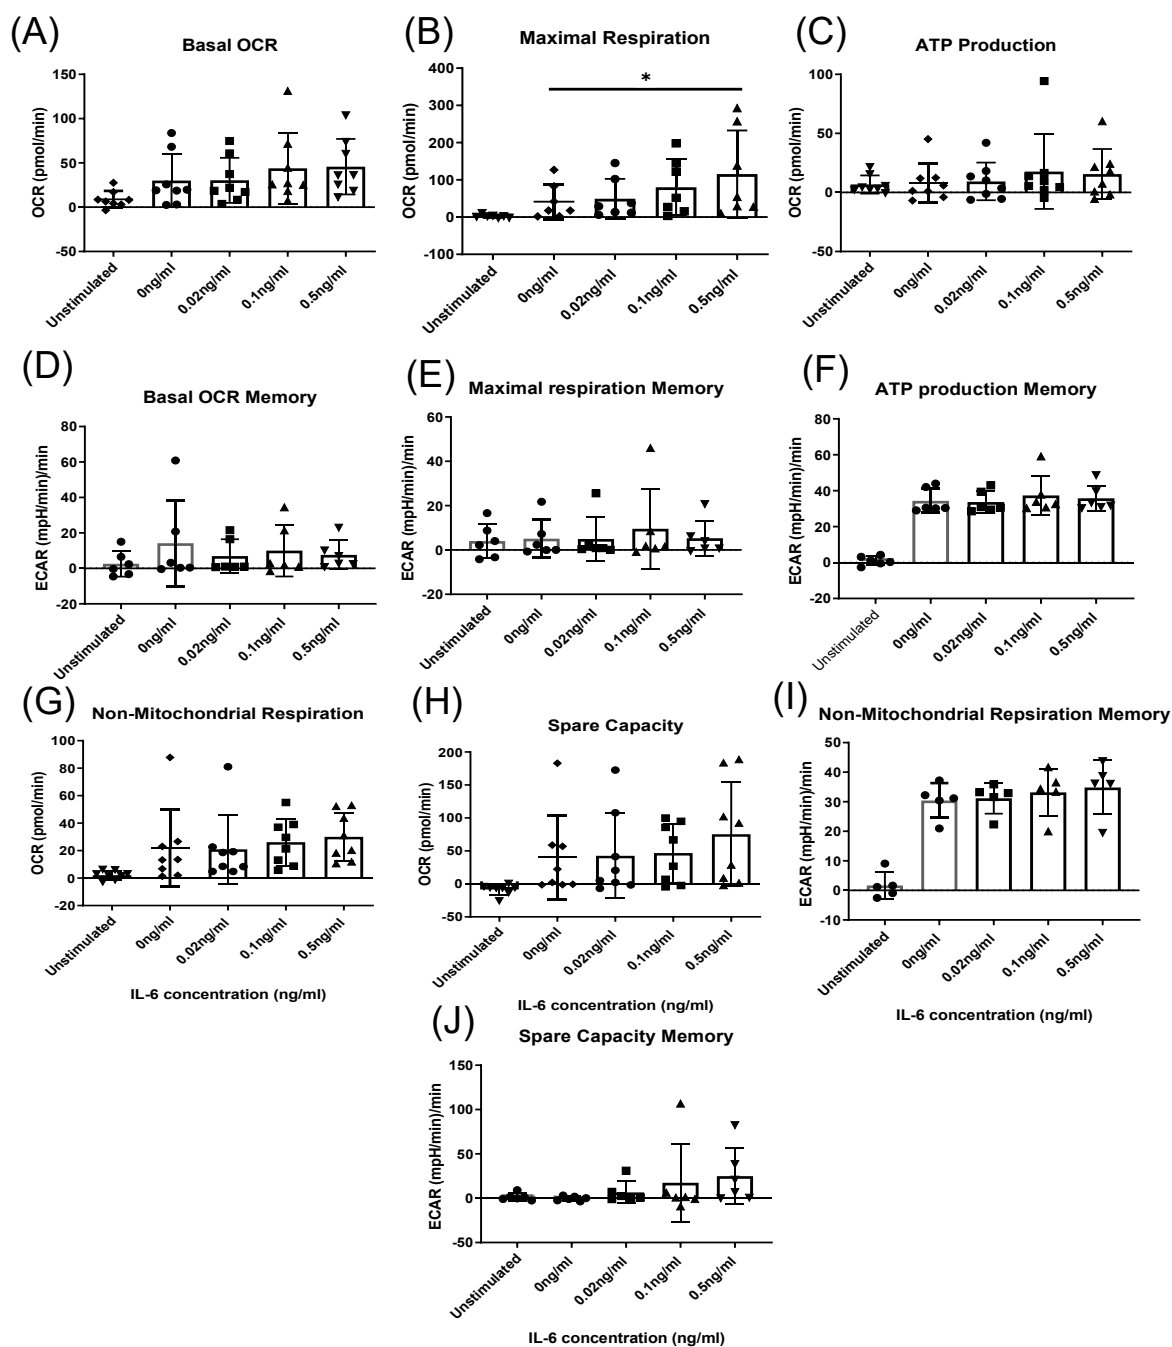 (A)
Basal OCR
OCR (pmol/min)
150
100
50
0
-50
Unstimulated
0ng/ml
0.02ng/ml
0.1ng/ml
0.5ng/ml
(B)
Maximal Respiration
OCR (pmol/min)
400
300
200
100
0
-100
*
Unstimulated
0ng/ml
0.02ng/ml
0.1ng/ml
0.5ng/ml
(C)
ATP Production
OCR (pmol/min)
100
50
0
-50
Unstimulated
0ng/ml
0.02ng/ml
0.1ng/ml
0.5ng/ml
(D)
Basal OCR Memory
ECAR (mpH/min)/min
80
60
40
20
0
-20
Unstimulated
0ng/ml
0.02ng/ml
0.1ng/ml
0.5ng/ml
(E)
Maximal respiration Memory
ECAR (mpH/min)/min
60
40
20
0
-20
Unstimulated
0ng/ml
0.02ng/ml
0.1ng/ml
0.5ng/ml
(F)
ATP production Memory
ECAR (mpH/min)/min
80
60
40
20
0
-20
Unstimulated
0ng/ml
0.02ng/ml
0.1ng/ml
0.5ng/ml
(G)
Non-Mitochondrial Respiration
OCR (pmol/min)
100
80
60
40
20
0
-20
Unstimulated
0ng/ml
0.02ng/ml
0.1ng/ml
0.5ng/ml
IL-6 concentration (ng/ml)
(H)
Spare Capacity
OCR (pmol/min)
200
150
100
50
0
-50
Unstimulated
0ng/ml
0.02ng/ml
0.1ng/ml
0.5ng/ml
IL-6 concentration (ng/ml)
(I)
Non-Mitochondrial Repsiration Memory
ECAR (mpH/min)/min
50
40
30
20
10
0
-10
Unstimulated
0ng/ml
0.02ng/ml
0.1ng/ml
0.5ng/ml
IL-6 concentration (ng/ml)
(J)
Spare Capacity Memory
ECAR (mpH/min)/min
150
100
50
0
-50
Unstimulated
0ng/ml
0.02ng/ml
0.1ng/ml
0.5ng/ml
IL-6 concentration (ng/ml)